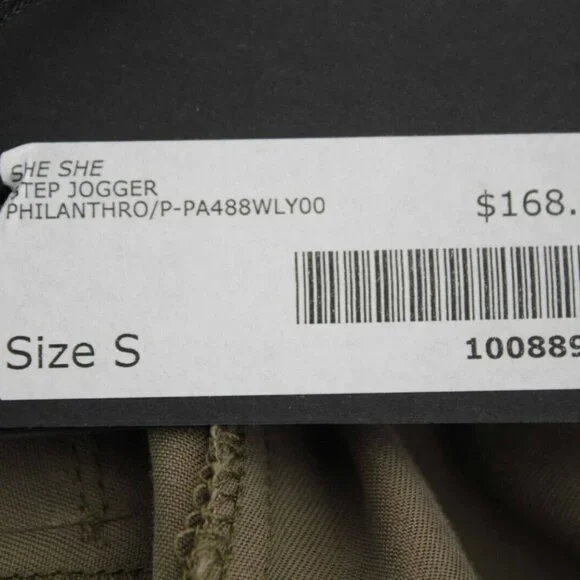 SHE SHE
STEP JOGGER
PHILANTHRO/P-PA488WLY00
$168.
Size S
100889